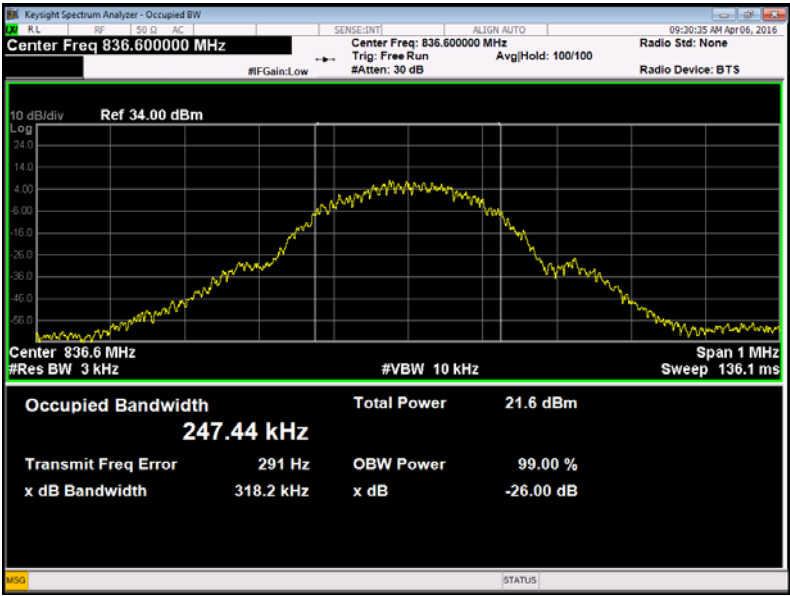 Keysight Spectrum Analyzer - Occupied BW
RL RF 50 Ω AC SENSE:INT ALIGN AUTO 09:30:35 AM Apr 06, 2016
Center Freq 836.600000 MHz Center Freq: 836.600000 MHz Radio Std: None
Trig: Free Run Avg|Hold: 100/100
#IFGain:Low #Atten: 30 dB Radio Device: BTS
10 dB/div Ref 34.00 dBm
Log
24.0
14.0
4.00
-6.00
-16.0
-26.0
-36.0
-46.0
-56.0
Center 836.6 MHz Span 1 MHz
#Res BW 3 kHz #VBW 10 kHz Sweep 136.1 ms
Occupied Bandwidth Total Power 21.6 dBm
247.44 kHz
Transmit Freq Error 291 Hz OBW Power 99.00 %
x dB Bandwidth 318.2 kHz x dB -26.00 dB
MSG STATUS